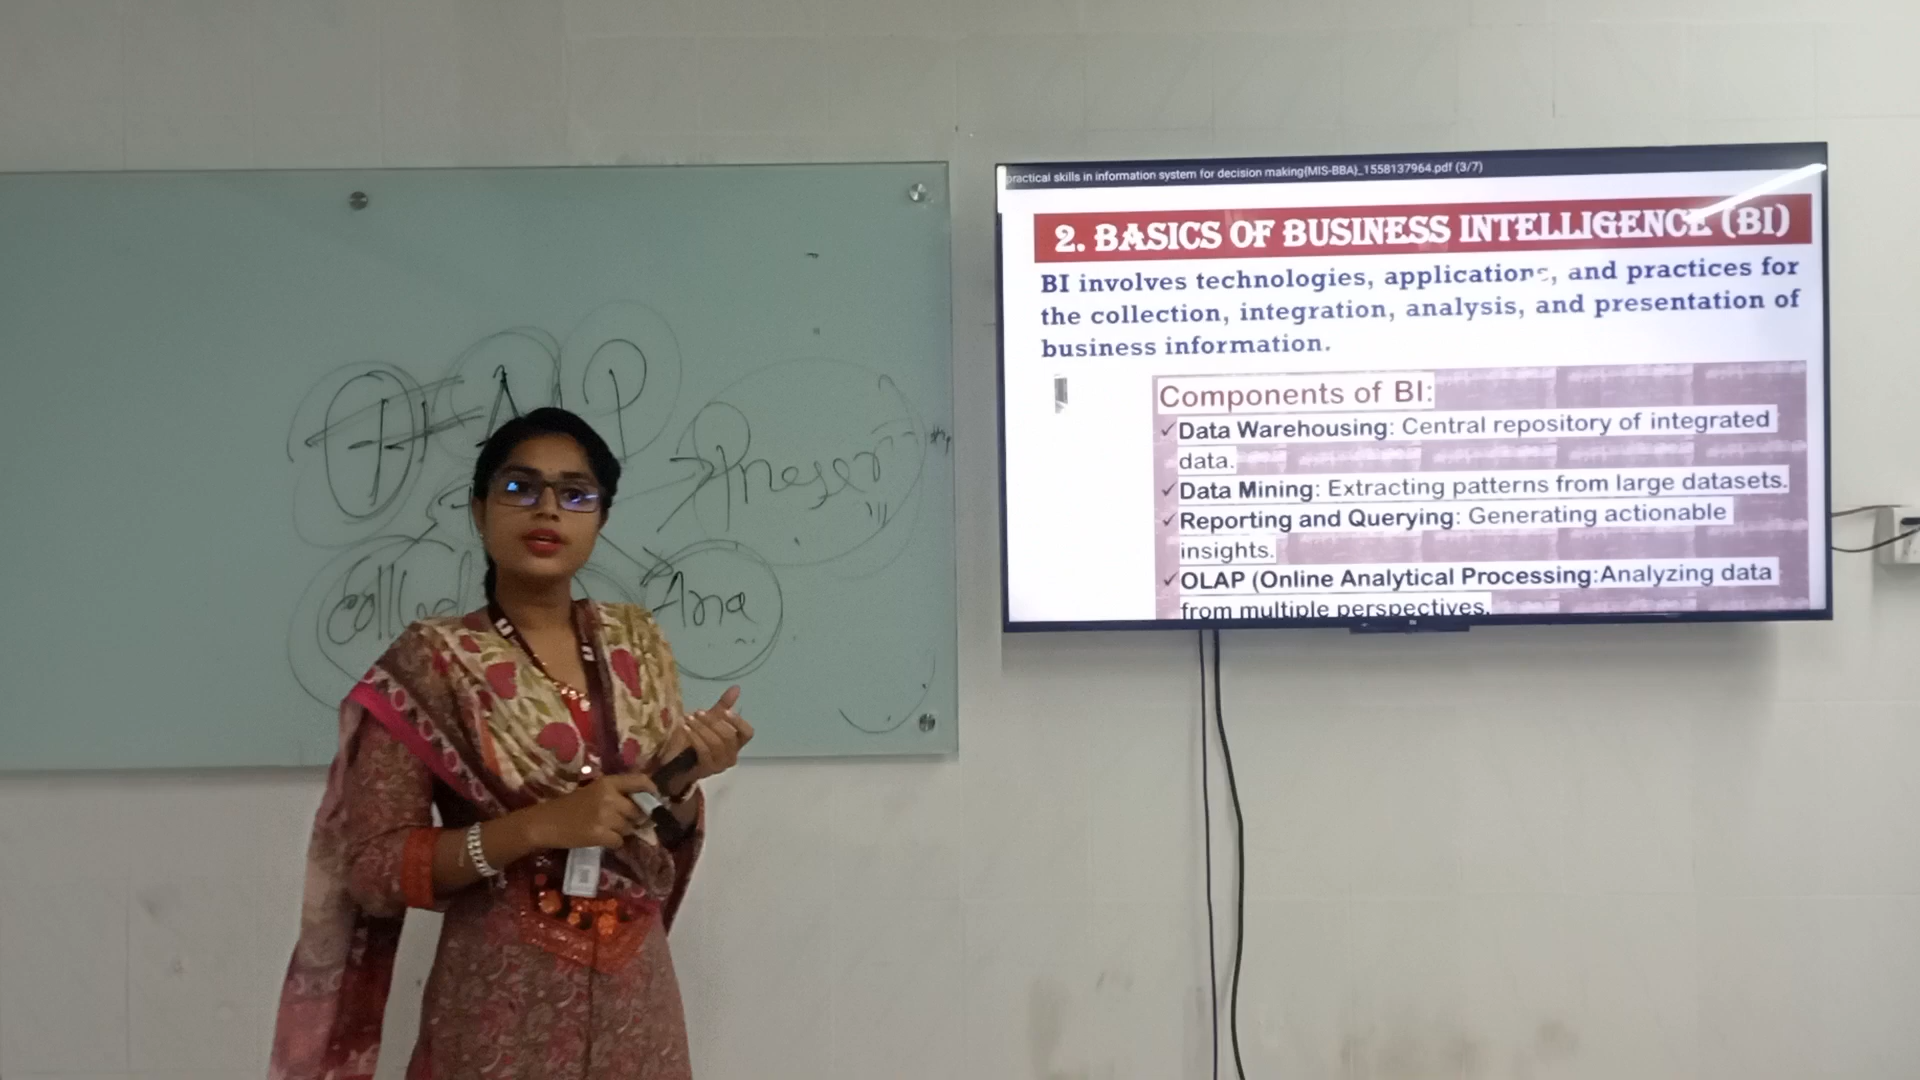 T A P
Preser
Collect
Ana
practical skills in information system for decision making(MIS-BBA)_1558137964.pdf (3/7)
2. BASICS OF BUSINESS INTELLIGENCE (BI)
BI involves technologies, applications, and practices for
the collection, integration, analysis, and presentation of
business information.
Components of BI:
✓Data Warehousing: Central repository of integrated
data.
✓Data Mining: Extracting patterns from large datasets.
✓Reporting and Querying: Generating actionable
insights.
✓OLAP (Online Analytical Processing:Analyzing data
from multiple perspectives.